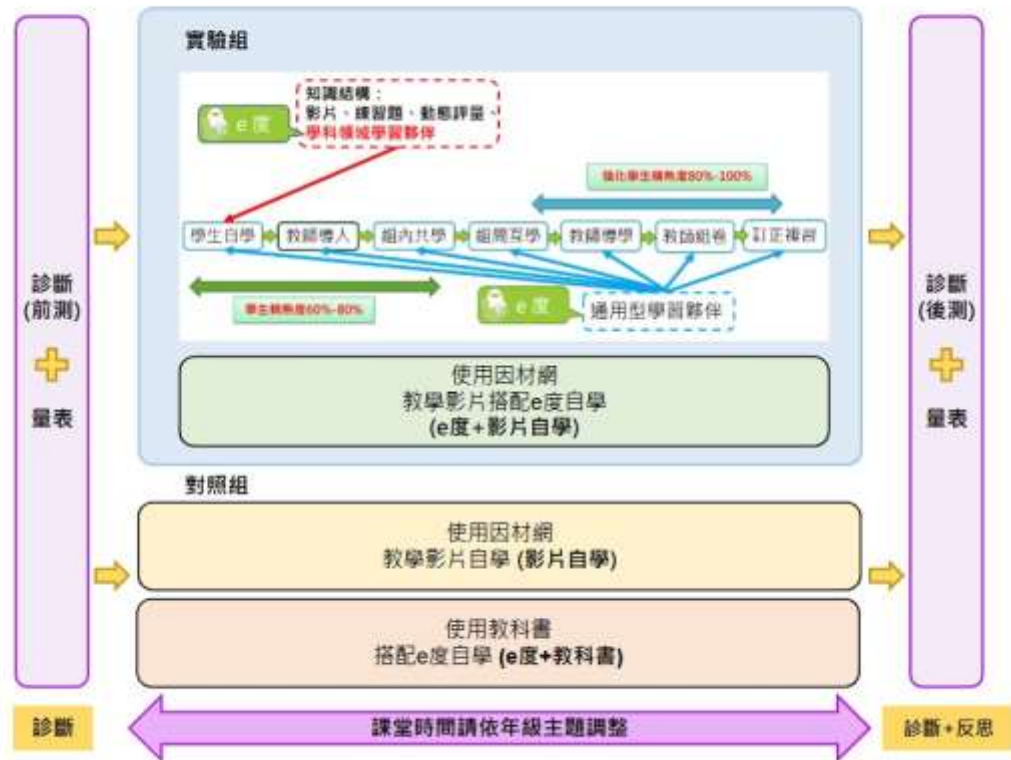 實驗組
知識結構：
影片、練習題、動態評量、
學科領域學習夥伴
e度
強化學生精熟度80%-100%
學生自學
教師導入
組內共學
組間互學
教師導學
教師組卷
訂正複習
學生精熟度60%-80%
e度
通用型學習夥伴
使用因材網
教學影片搭配e度自學
(e度+影片自學)
診斷
(前測)
量表
診斷
(後測)
量表
對照組
使用因材網
教學影片自學 (影片自學)
使用教科書
搭配e度自學 (e度+教科書)
診斷
課堂時間請依年級主題調整
診斷+反思